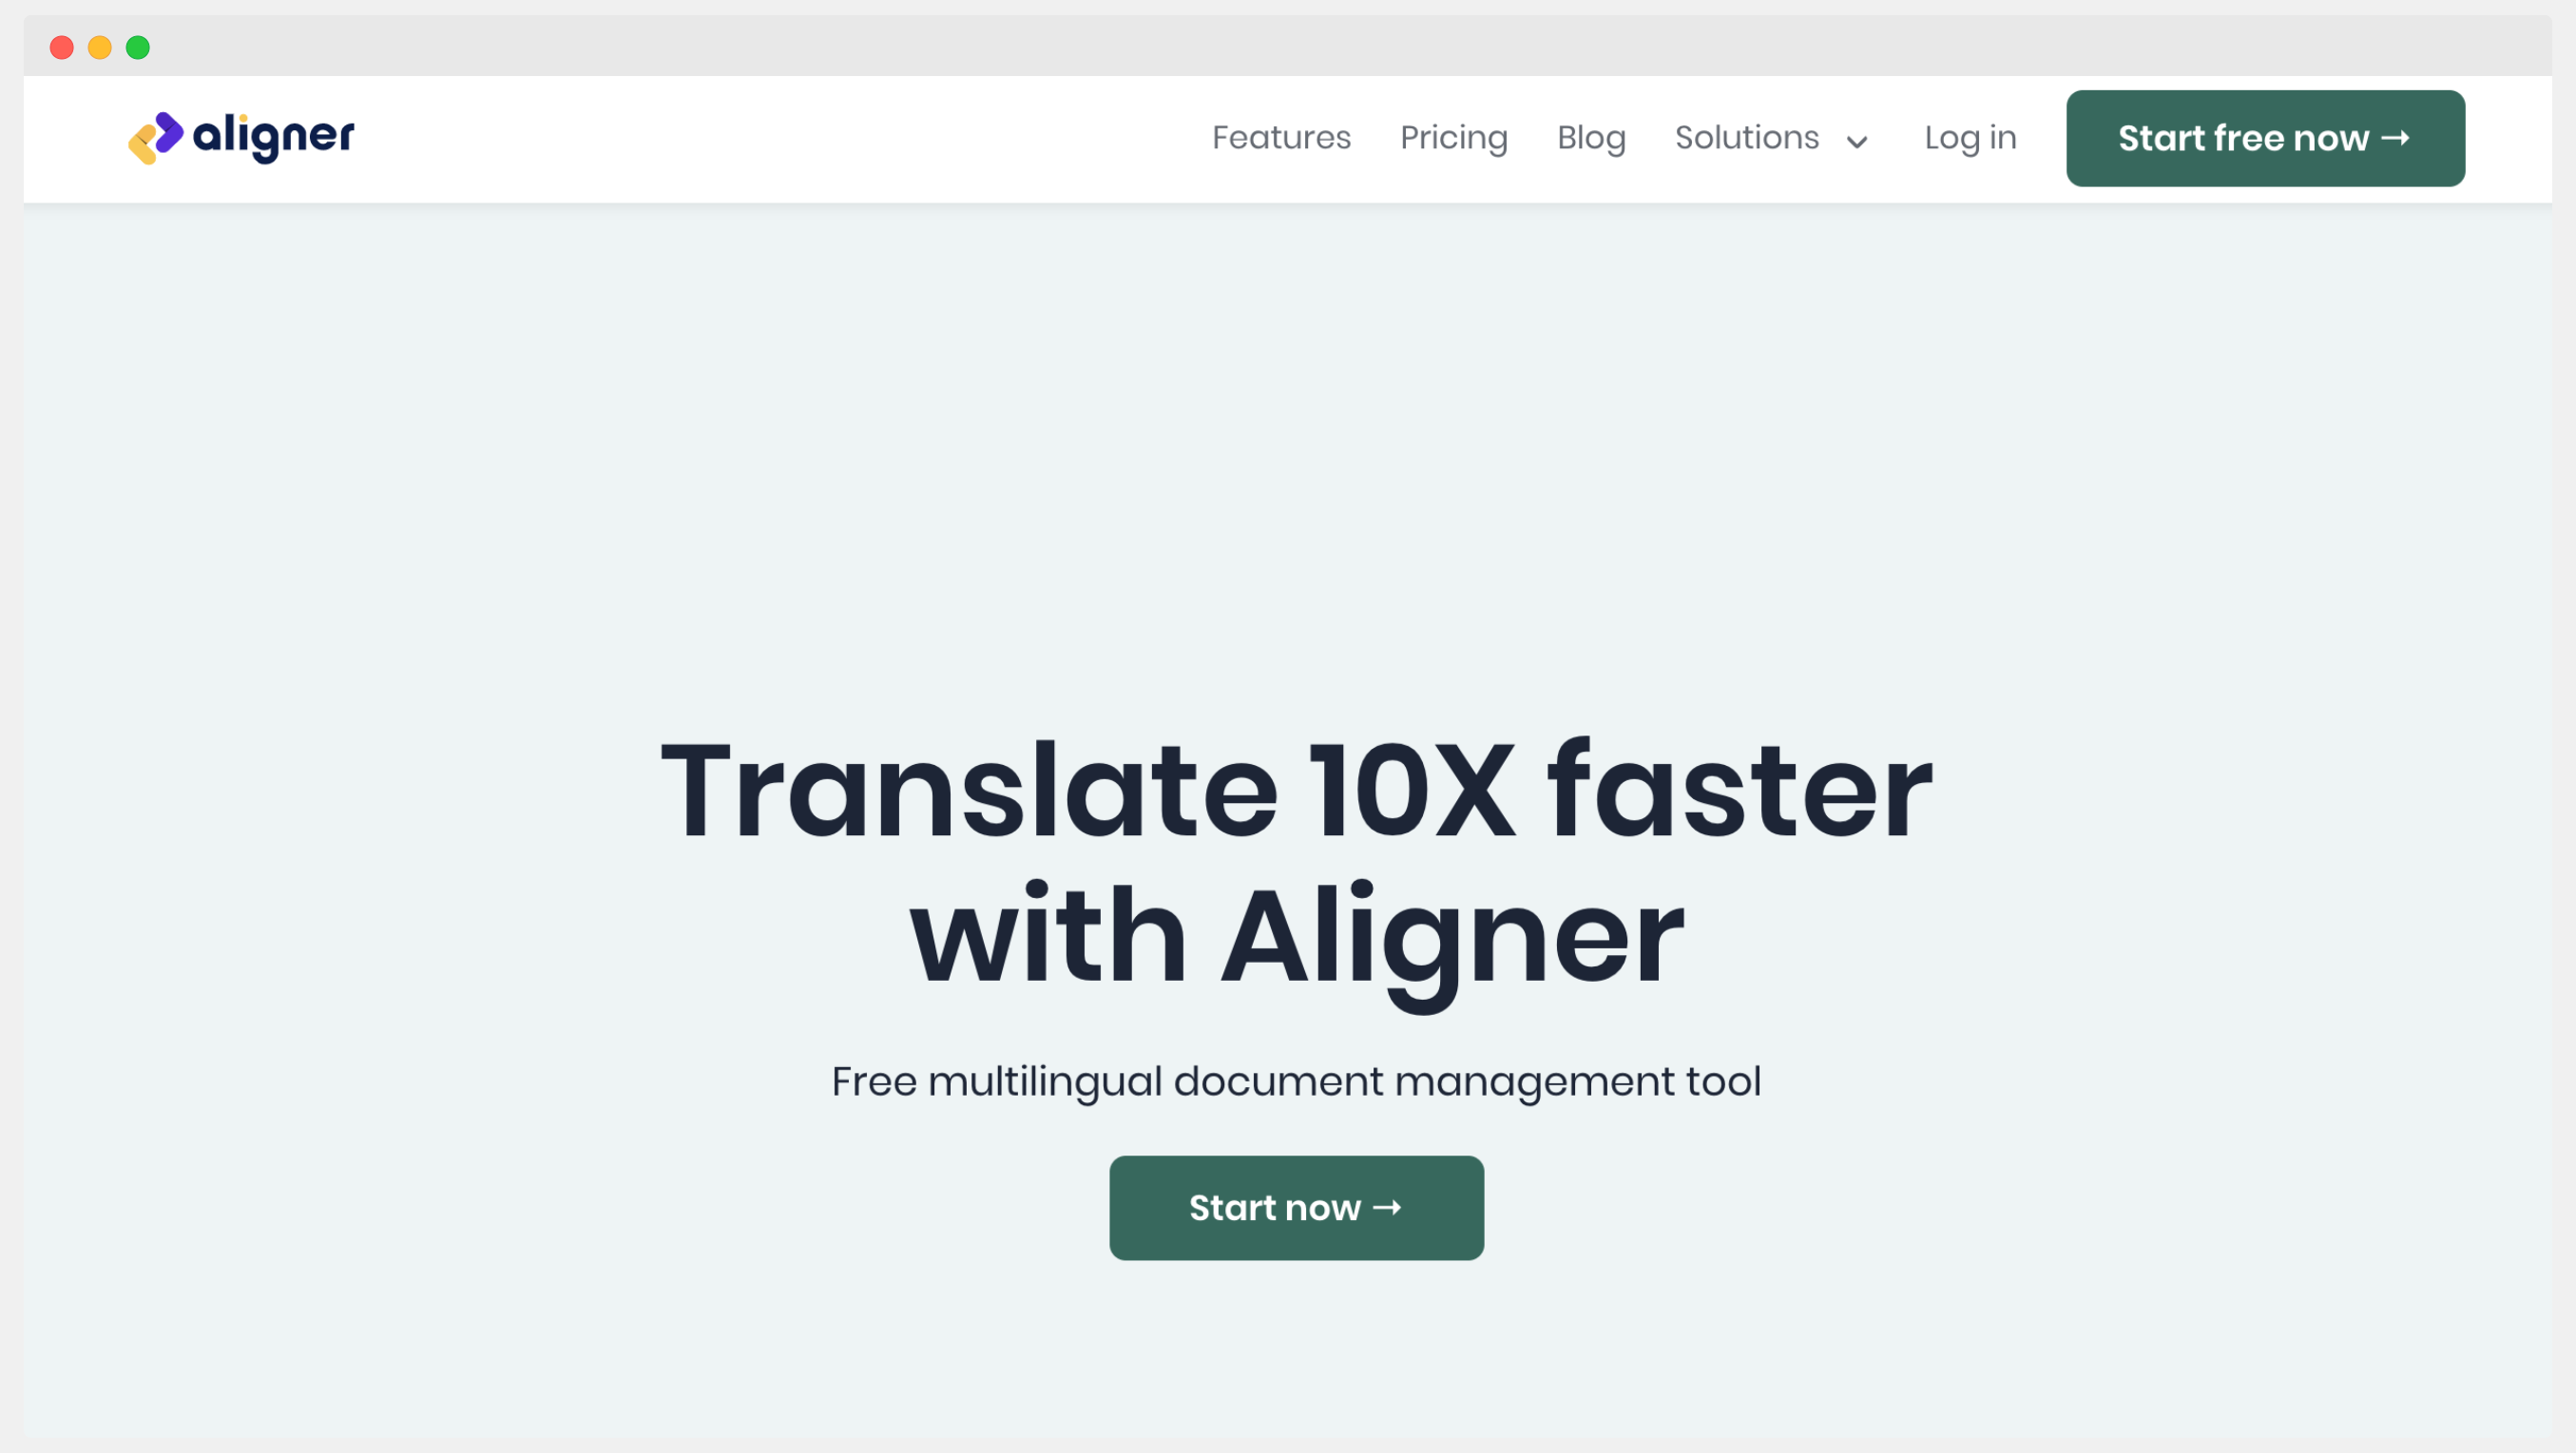 aligner
Features Pricing Blog Solutions Log in Start free now →
Translate 10X faster
with Aligner
Free multilingual document management tool
Start now →